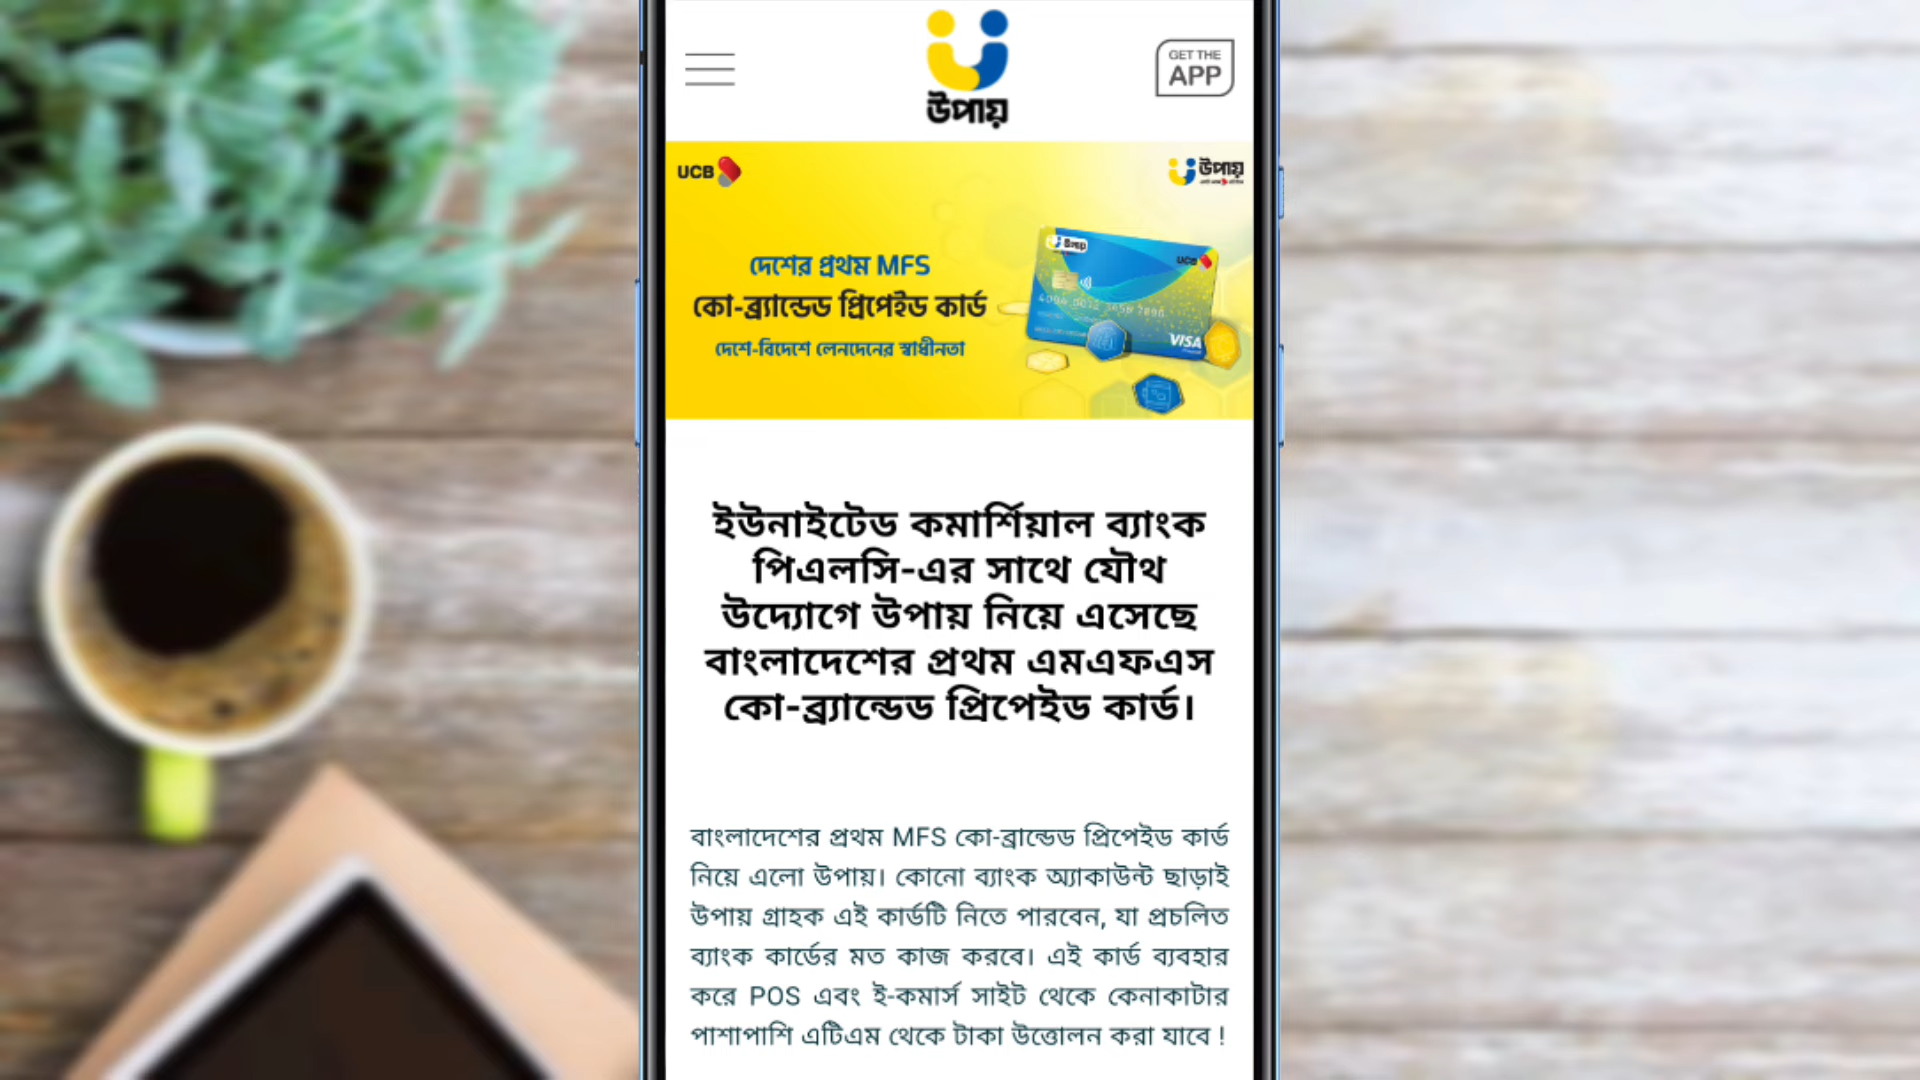 GET THE
APP
উপায়
UCB
উপায়
দেশের প্রথম MFS
কো-ব্র্যান্ডেড প্রিপেইড কার্ড
দেশে-বিদেশে লেনদেনের স্বাধীনতা
উপায়
UCB
VISA
ইউনাইটেড কমার্শিয়াল ব্যাংক
পিএলসি-এর সাথে যৌথ
উদ্যোগে উপায় নিয়ে এসেছে
বাংলাদেশের প্রথম এমএফএস
কো-ব্র্যান্ডেড প্রিপেইড কার্ড।
বাংলাদেশের প্রথম MFS কো-ব্রান্ডেড প্রিপেইড কার্ড
নিয়ে এলো উপায়। কোনো ব্যাংক অ্যাকাউন্ট ছাড়াই
উপায় গ্রাহক এই কার্ডটি নিতে পারবেন, যা প্রচলিত
ব্যাংক কার্ডের মত কাজ করবে। এই কার্ড ব্যবহার
করে POS এবং ই-কমার্স সাইট থেকে কেনাকাটার
পাশাপাশি এটিএম থেকে টাকা উত্তোলন করা যাবে !